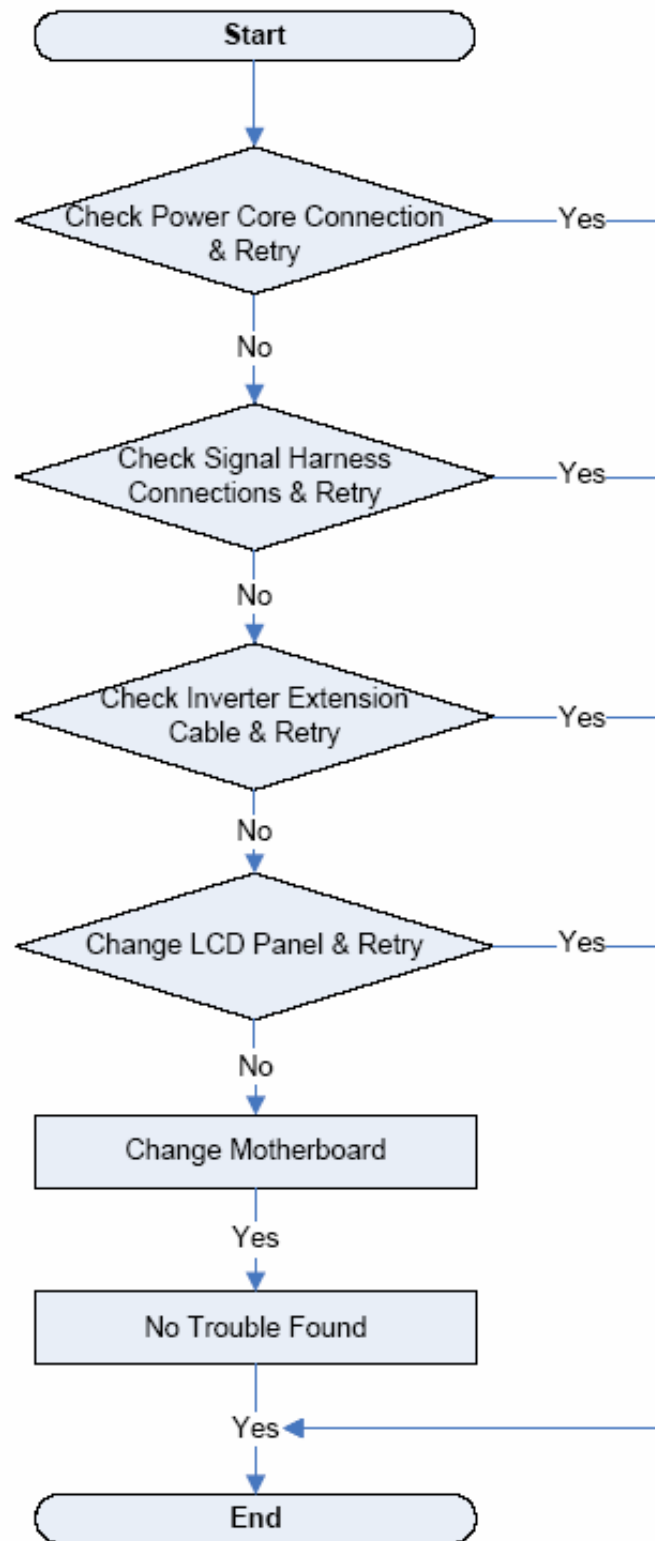 Start
Check Power Core Connection
& Retry
Yes
No
Check Signal Harness
Connections & Retry
Yes
No
Check Inverter Extension
Cable & Retry
Yes
No
Change LCD Panel & Retry
Yes
No
Change Motherboard
Yes
No Trouble Found
Yes
End